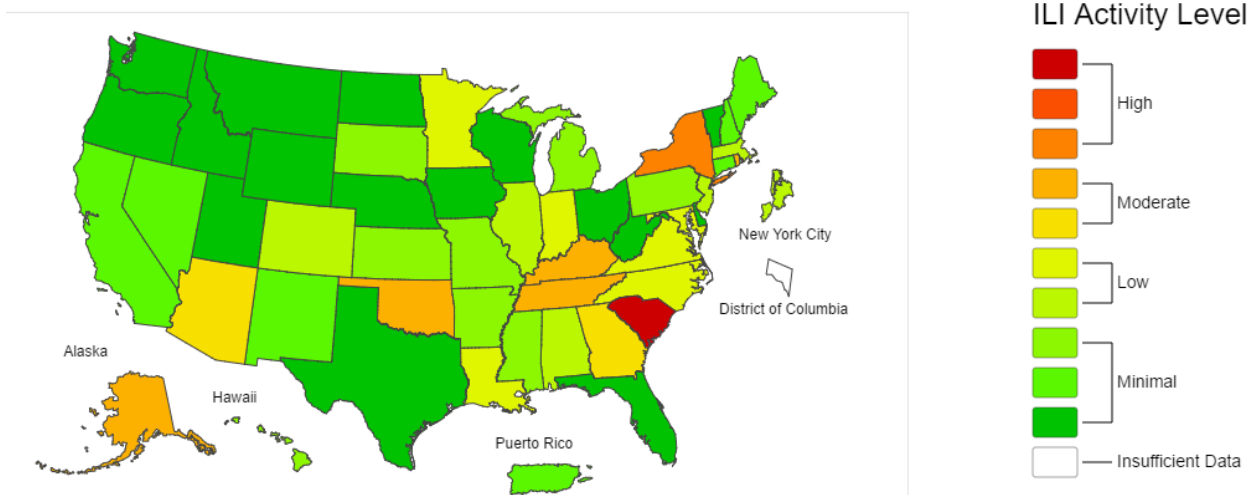 ILI Activity Level
High
Moderate
New York City
Low
District of Columbia
Alaska
Hawaii
Minimal
Puerto Rico
Insufficient Data